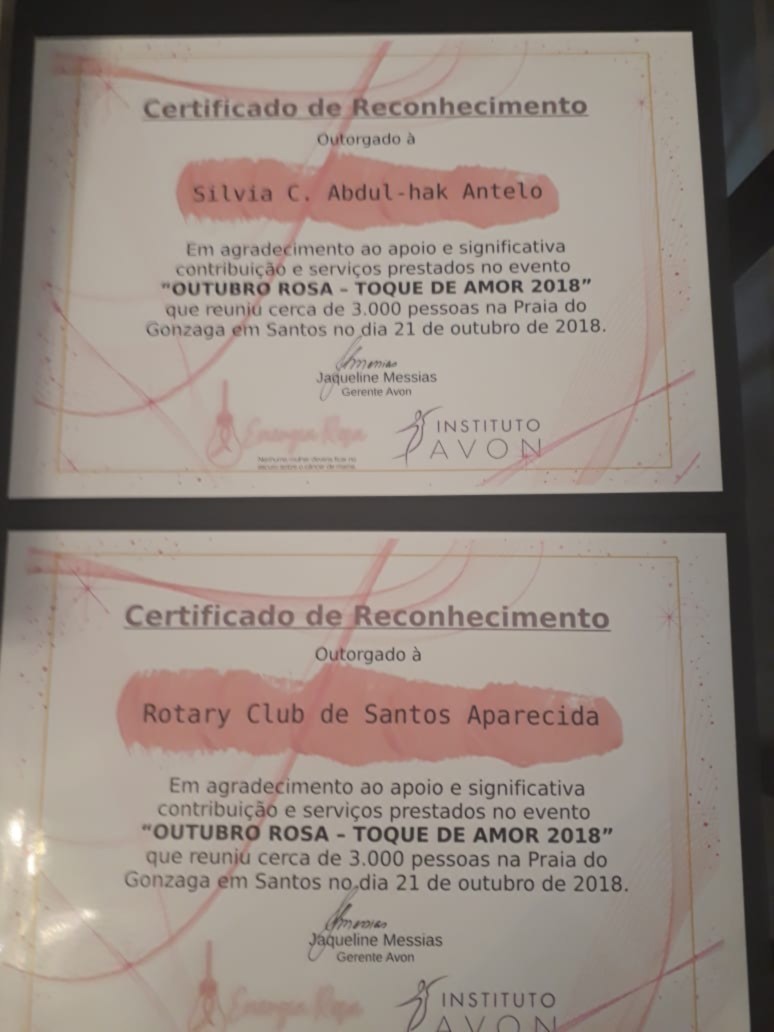 Certificado de Reconhecimento
Outorgado à
Silvia C. Abdul-hak Antelo
Em agradecimento ao apoio e significativa
contribuição e serviços prestados no evento
"OUTUBRO ROSA – TOQUE DE AMOR 2018"
que reuniu cerca de 3.000 pessoas na Praia do
Gonzaga em Santos no dia 21 de outubro de 2018.
Jaqueline Messias
Gerente Avon
Energia Rosa
INSTITUTO
AVON
Certificado de Reconhecimento
Outorgado à
Rotary Club de Santos Aparecida
Em agradecimento ao apoio e significativa
contribuição e serviços prestados no evento
"OUTUBRO ROSA – TOQUE DE AMOR 2018"
que reuniu cerca de 3.000 pessoas na Praia do
Gonzaga em Santos no dia 21 de outubro de 2018.
Jaqueline Messias
Gerente Avon
Energia Rosa
INSTITUTO
AVON